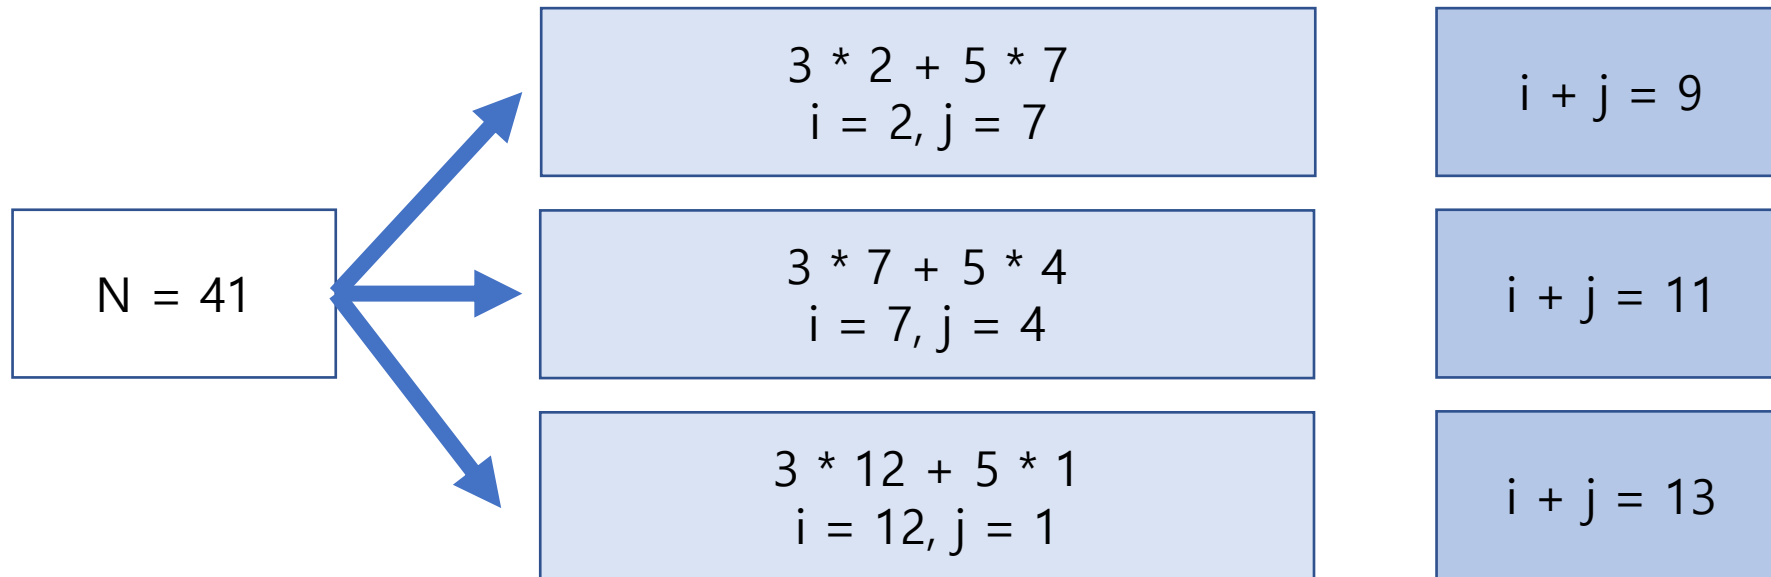 N = 41
3 * 2 + 5 * 7
i = 2, j = 7
i + j = 9
3 * 7 + 5 * 4
i = 7, j = 4
i + j = 11
3 * 12 + 5 * 1
i = 12, j = 1
i + j = 13